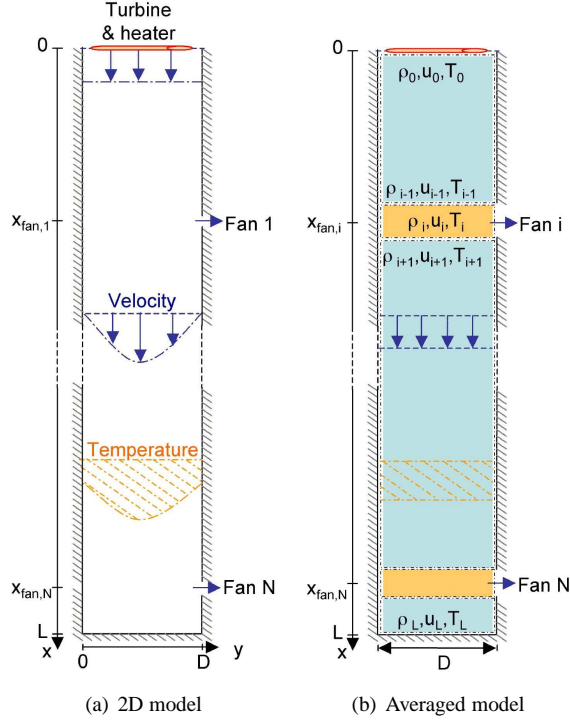 Turbine
& heater
0
Fan 1
x_fan,1
Velocity
Temperature
x_fan,N
Fan N
L
x
0
D
y
(a) 2D model
0
ρ_0,u_0,T_0
ρ_i-1,u_i-1,T_i-1
x_fan,i
ρ_i,u_i,T_i
Fan i
ρ_i+1,u_i+1,T_i+1
x_fan,N
Fan N
ρ_L,u_L,T_L
L
x
D
(b) Averaged model